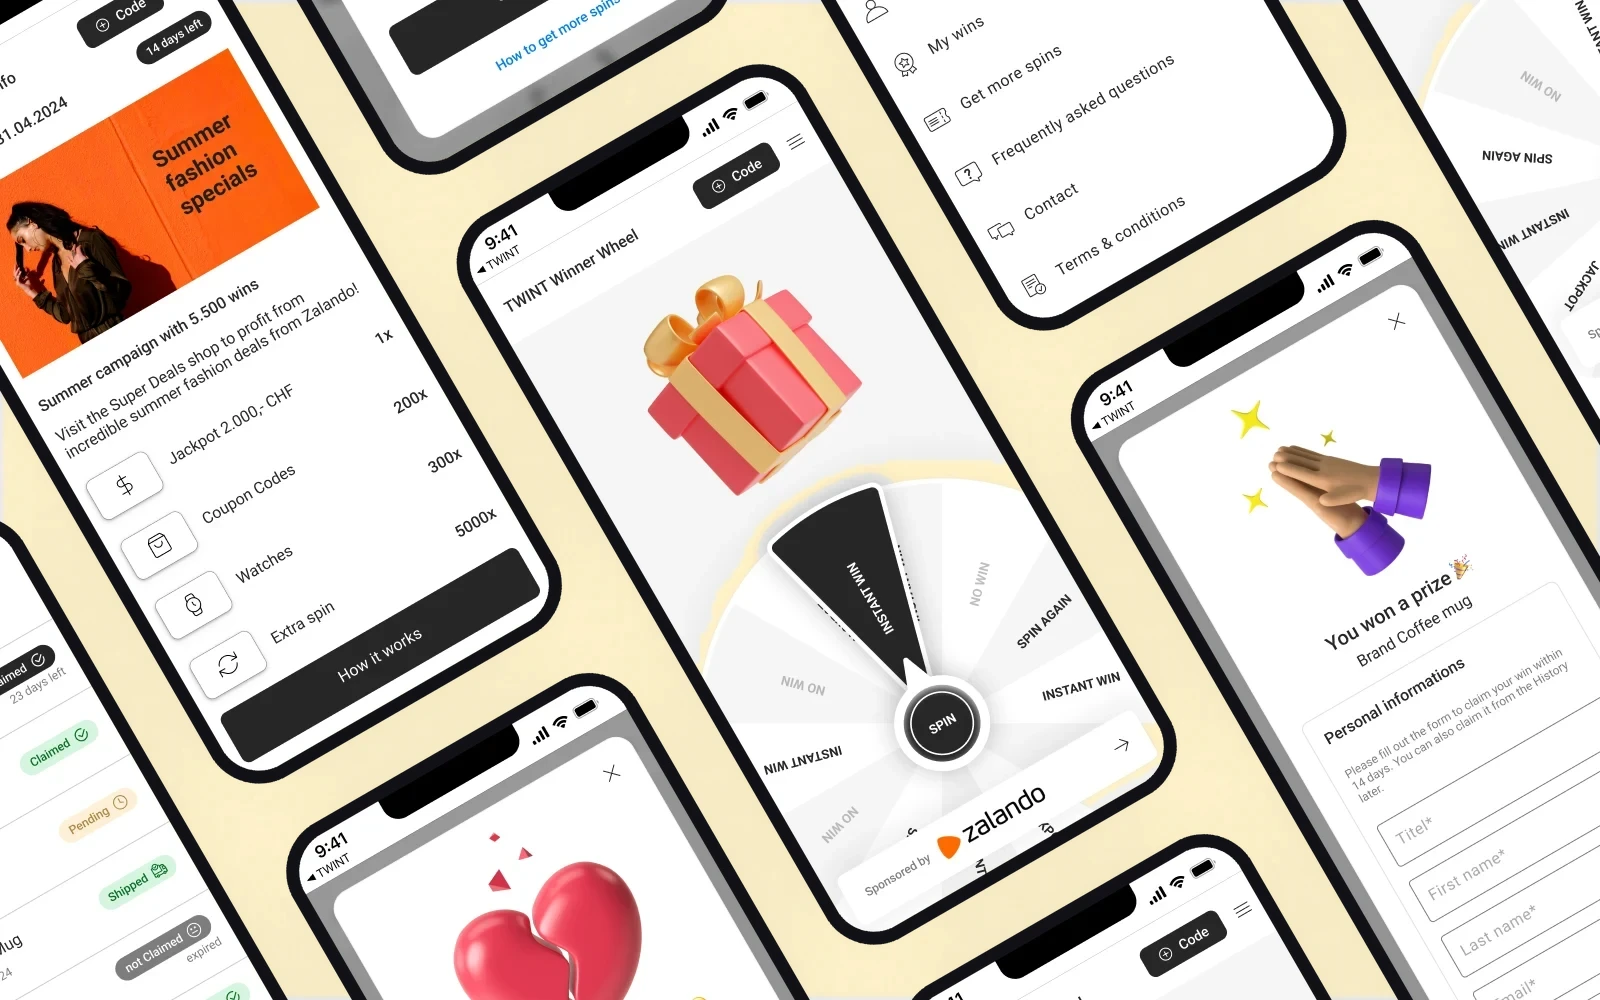 Code
14 days left
31.04.2024
Summer
fashion
specials
Summer campaign with 5.500 wins
Visit the Super Deals shop to profit from
incredible summer fashion deals from Zalando!
Jackpot 2.000,- CHF
1x
Coupon Codes
200x
Watches
300x
Extra spin
5000x
How it works
23 days left
Claimed
Pending
Shipped
not Claimed
expired
How to get more spins
9:41
TWINT
Code
TWINT Winner Wheel
INSTANT WIN
NO WIN
SPIN AGAIN
INSTANT WIN
NO WIN
INSTANT WIN
NO WIN
SPIN
Sponsored by
zalando
9:41
TWINT
My wins
Get more spins
Frequently asked questions
Contact
Terms & conditions
9:41
TWINT
You won a prize
Brand Coffee mug
Personal informations
Please fill out the form to claim your win within
14 days. You can also claim it from the History
later.
Titel*
First name*
Last name*
Code
NO WIN
SPIN AGAIN
INSTANT WIN
JACKPOT